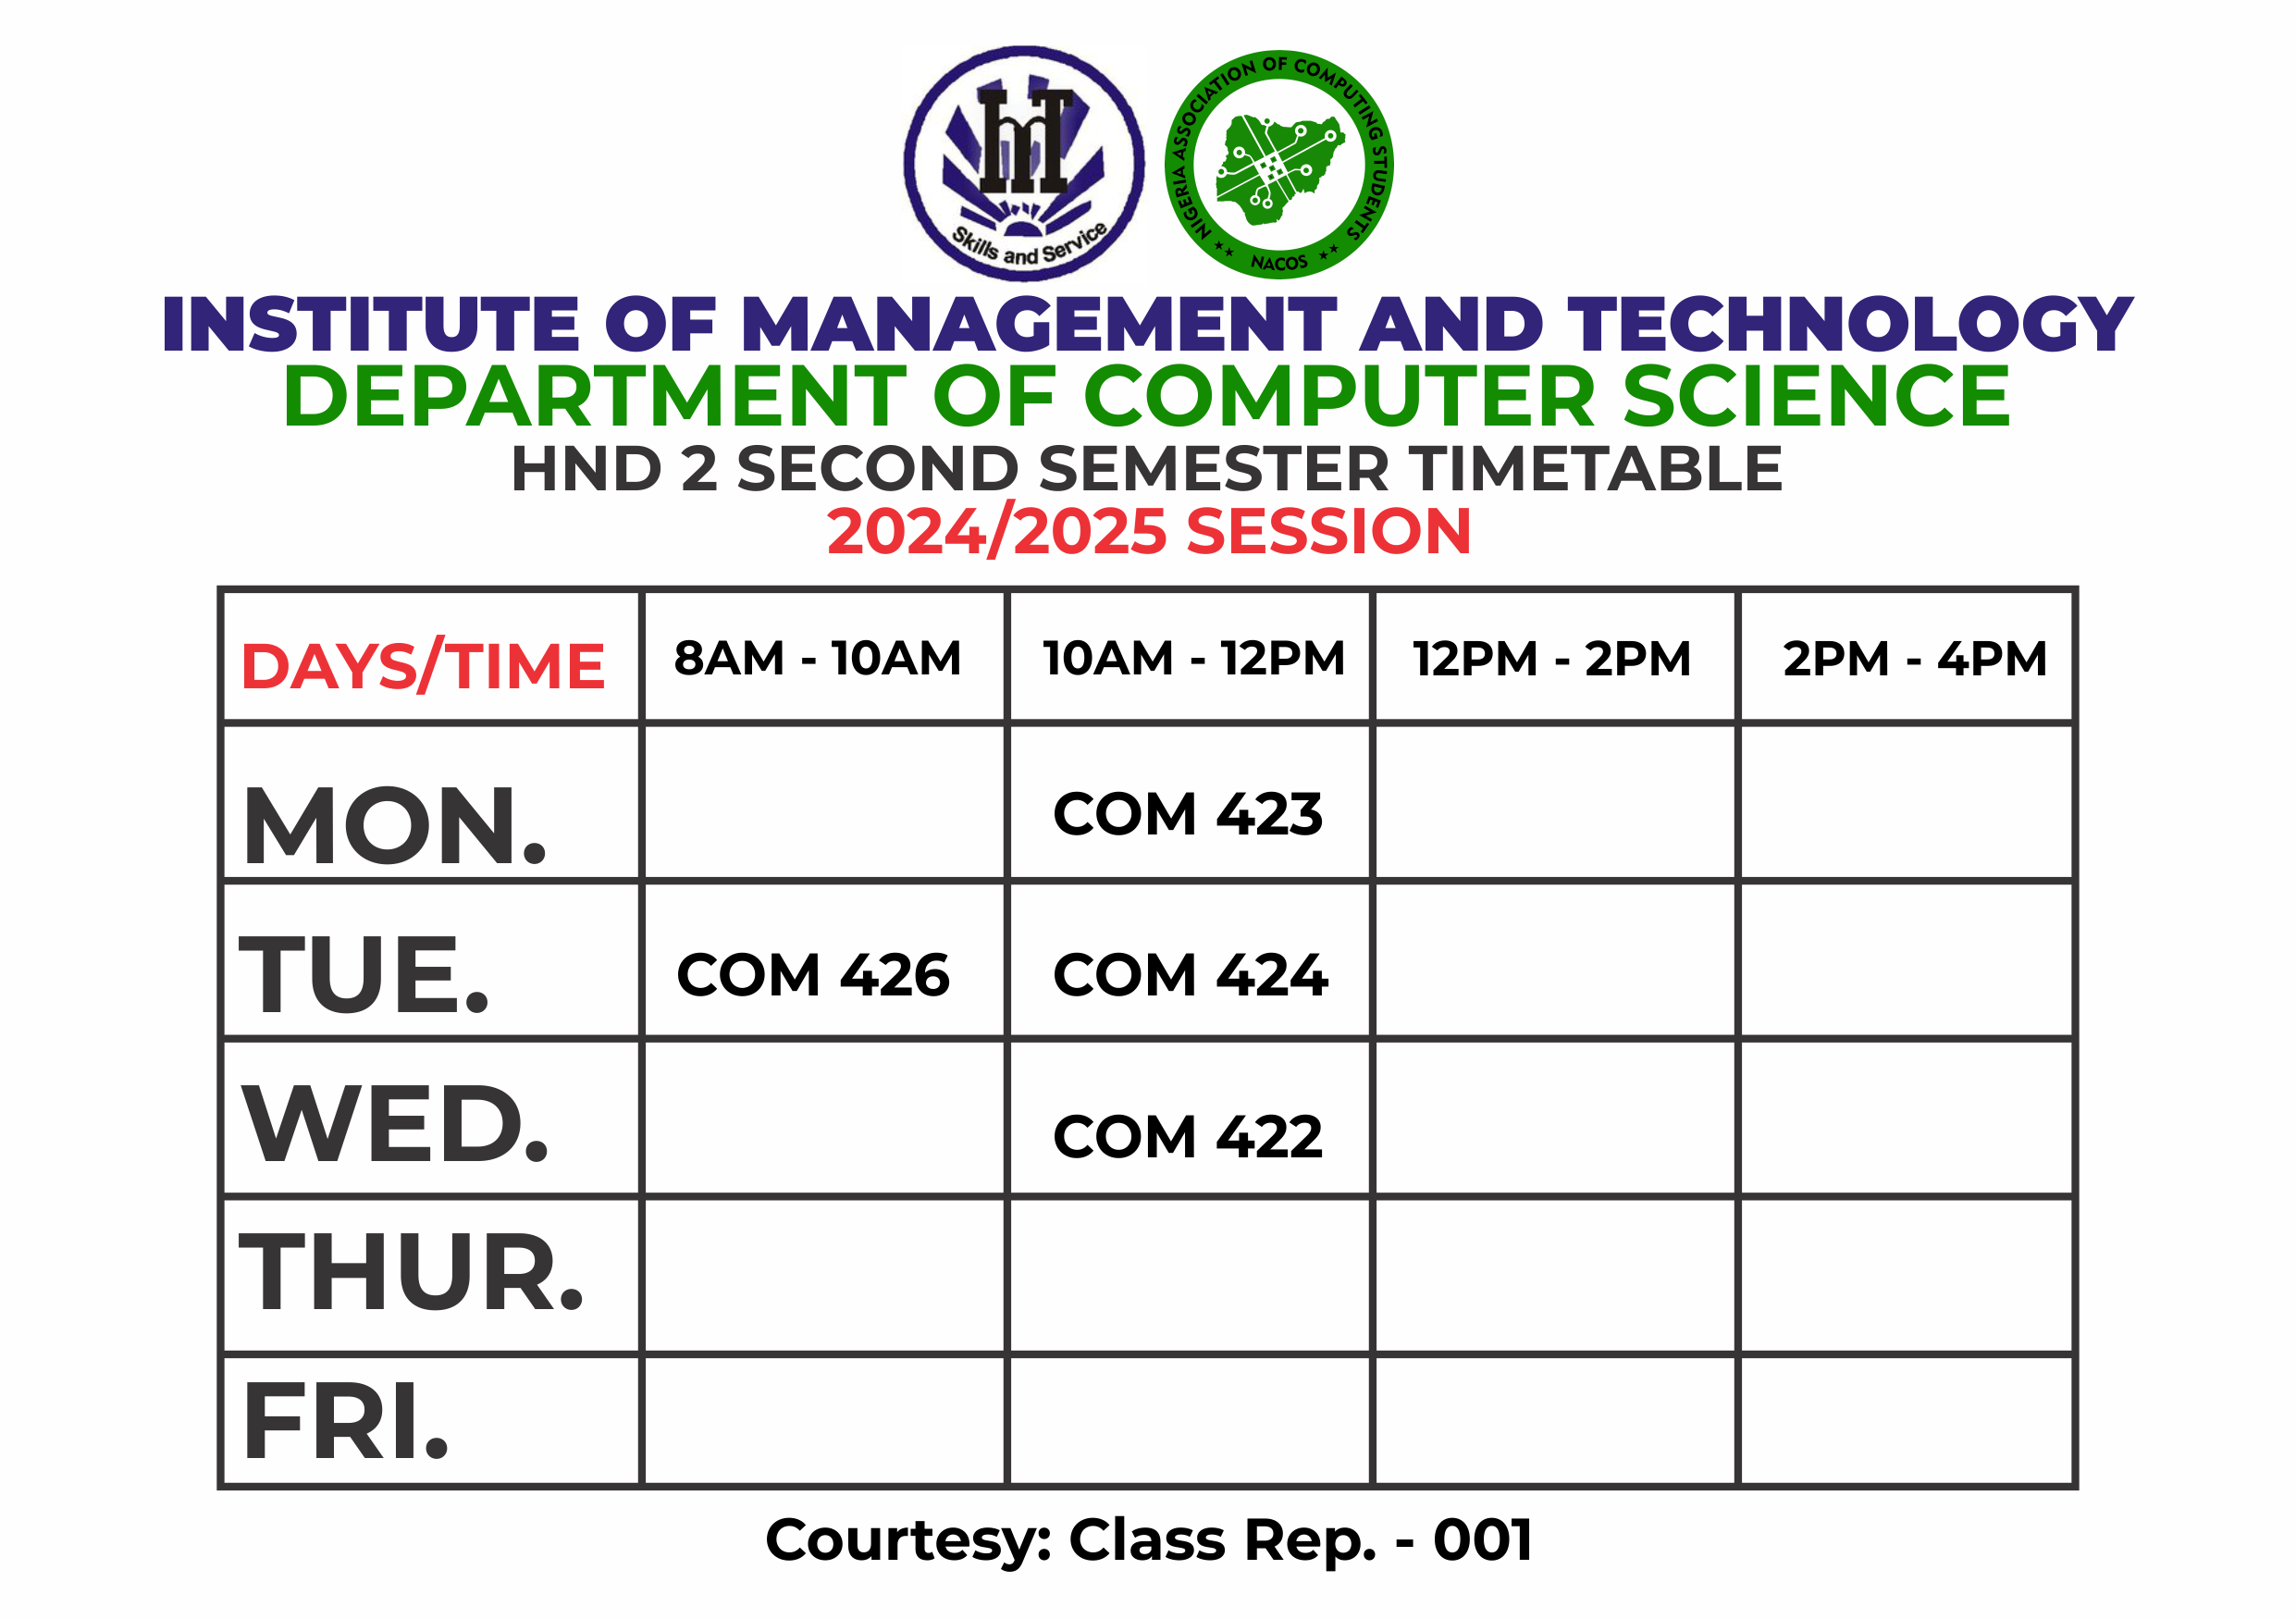 IMT
Skills and Service
NIGERIA ASSOCIATION OF COMPUTING STUDENTS
NACOS
INSTITUTE OF MANAGEMENT AND TECHNOLOGY
DEPARTMENT OF COMPUTER SCIENCE
HND 2 SECOND SEMESTER TIMETABLE
2024/2025 SESSION
DAYS/TIME 8AM - 10AM 10AM - 12PM 12PM - 2PM 2PM - 4PM
MON. COM 423
TUE. COM 426 COM 424
WED. COM 422
THUR.
FRI.
Courtesy: Class Rep. - 001